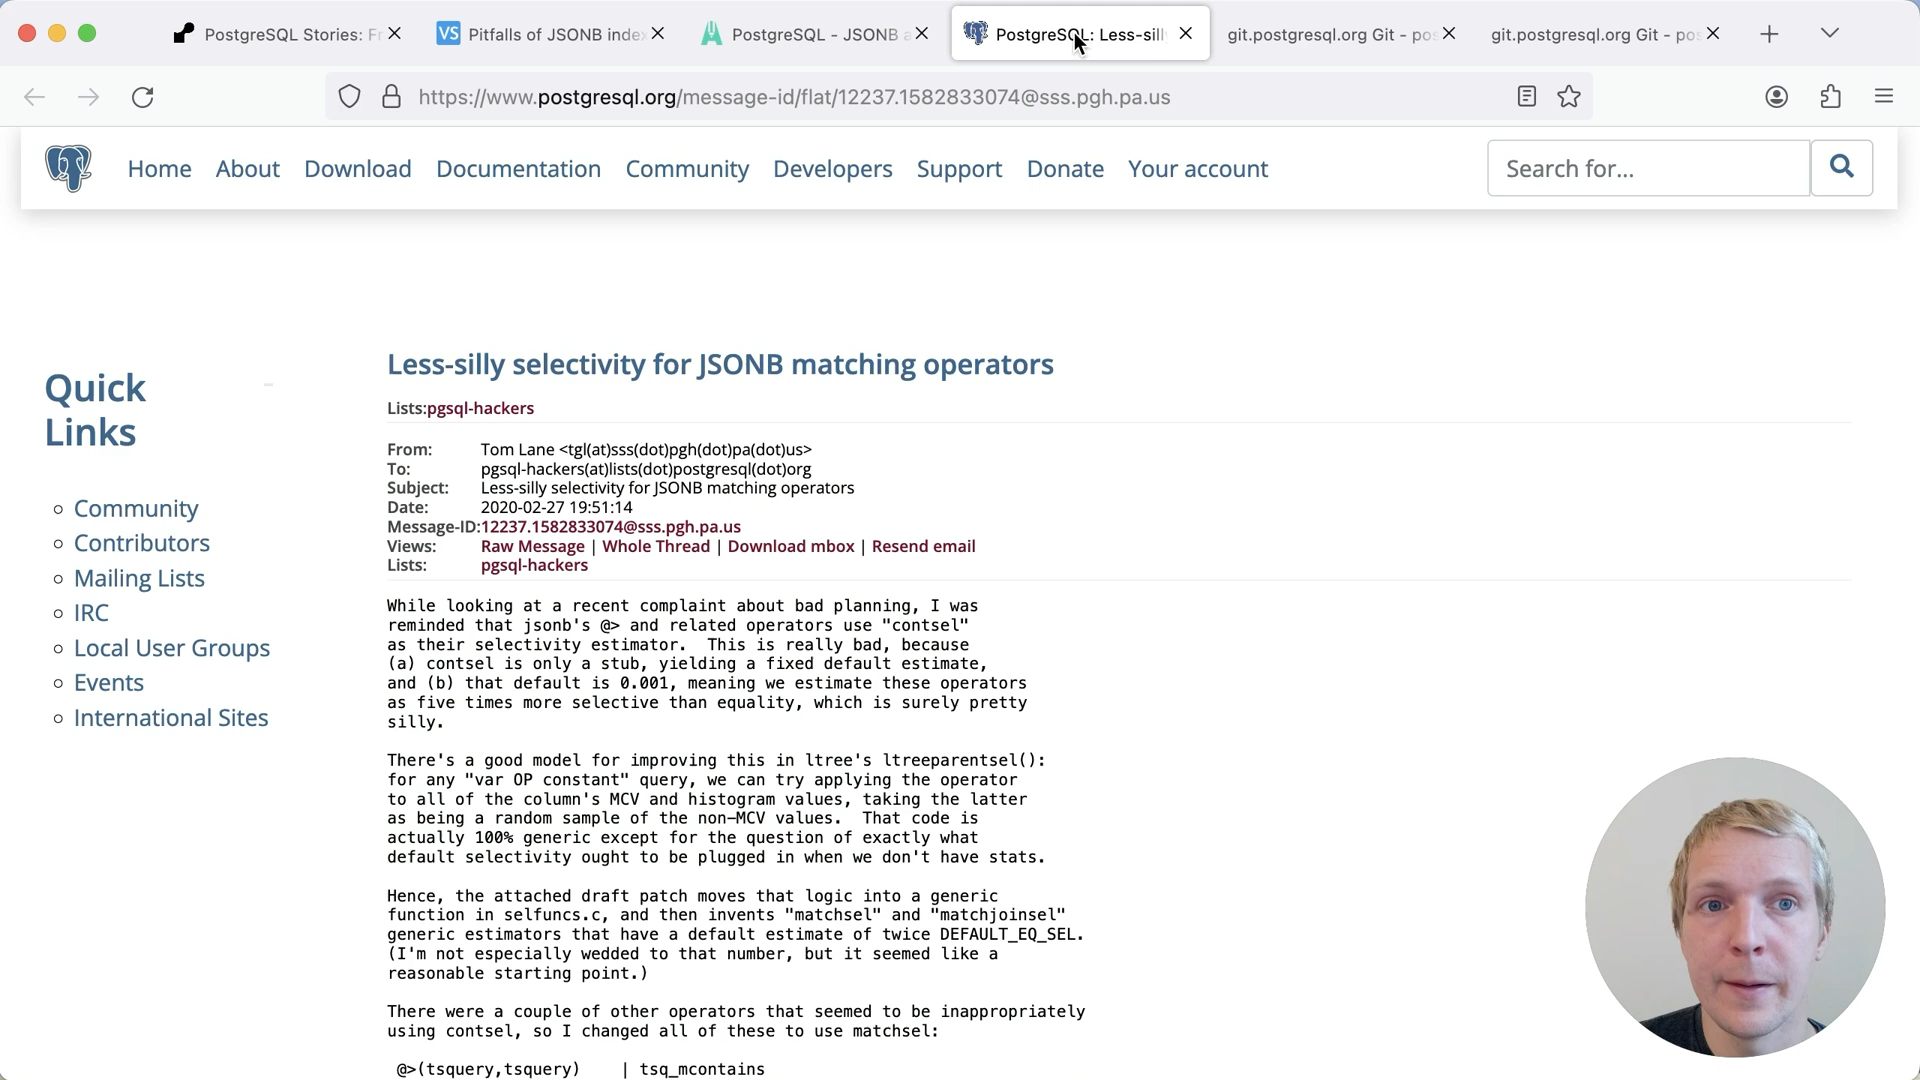 PostgreSQL Stories: Fr
VS Pitfalls of JSONB inde
PostgreSQL - JSONB a
PostgreSQL: Less-sill
git.postgresql.org Git - pos
git.postgresql.org Git - pos
https://www.postgresql.org/message-id/flat/12237.1582833074@sss.pgh.pa.us
Home About Download Documentation Community Developers Support Donate Your account
Search for...
Quick
Links
Community
Contributors
Mailing Lists
IRC
Local User Groups
Events
International Sites
Less-silly selectivity for JSONB matching operators
Lists:pgsql-hackers
From: Tom Lane <tgl(at)sss(dot)pgh(dot)pa(dot)us>
To: pgsql-hackers(at)lists(dot)postgresql(dot)org
Subject: Less-silly selectivity for JSONB matching operators
Date: 2020-02-27 19:51:14
Message-ID:12237.1582833074@sss.pgh.pa.us
Views: Raw Message | Whole Thread | Download mbox | Resend email
Lists: pgsql-hackers
While looking at a recent complaint about bad planning, I was
reminded that jsonb's @> and related operators use "contsel"
as their selectivity estimator.  This is really bad, because
(a) contsel is only a stub, yielding a fixed default estimate,
and (b) that default is 0.001, meaning we estimate these operators
as five times more selective than equality, which is surely pretty
silly.
There's a good model for improving this in ltree's ltreeparentsel():
for any "var OP constant" query, we can try applying the operator
to all of the column's MCV and histogram values, taking the latter
as being a random sample of the non-MCV values.  That code is
actually 100% generic except for the question of exactly what
default selectivity ought to be plugged in when we don't have stats.
Hence, the attached draft patch moves that logic into a generic
function in selfuncs.c, and then invents "matchsel" and "matchjoinsel"
generic estimators that have a default estimate of twice DEFAULT_EQ_SEL.
(I'm not especially wedded to that number, but it seemed like a
reasonable starting point.)
There were a couple of other operators that seemed to be inappropriately
using contsel, so I changed all of these to use matchsel:
@>(tsquery,tsquery)    | tsq_mcontains